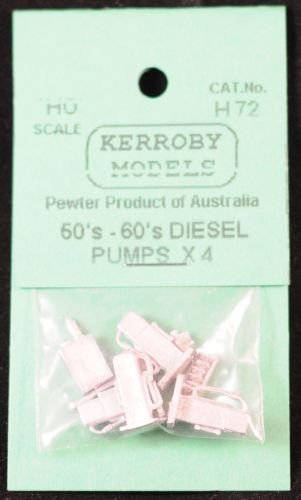 HO
SCALE
CAT.No.
H 72
KERROBY
MODELS
Pewter Product of Australia
50's - 60's DIESEL
PUMPS X 4